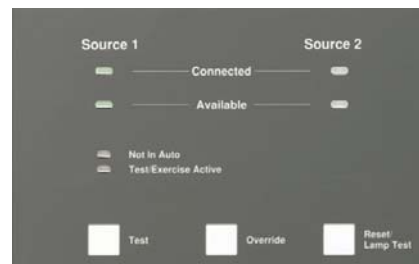 Source 1 Source 2
Connected
Available
Not In Auto
Test/Exercise Active
Test Override Reset/
Lamp Test